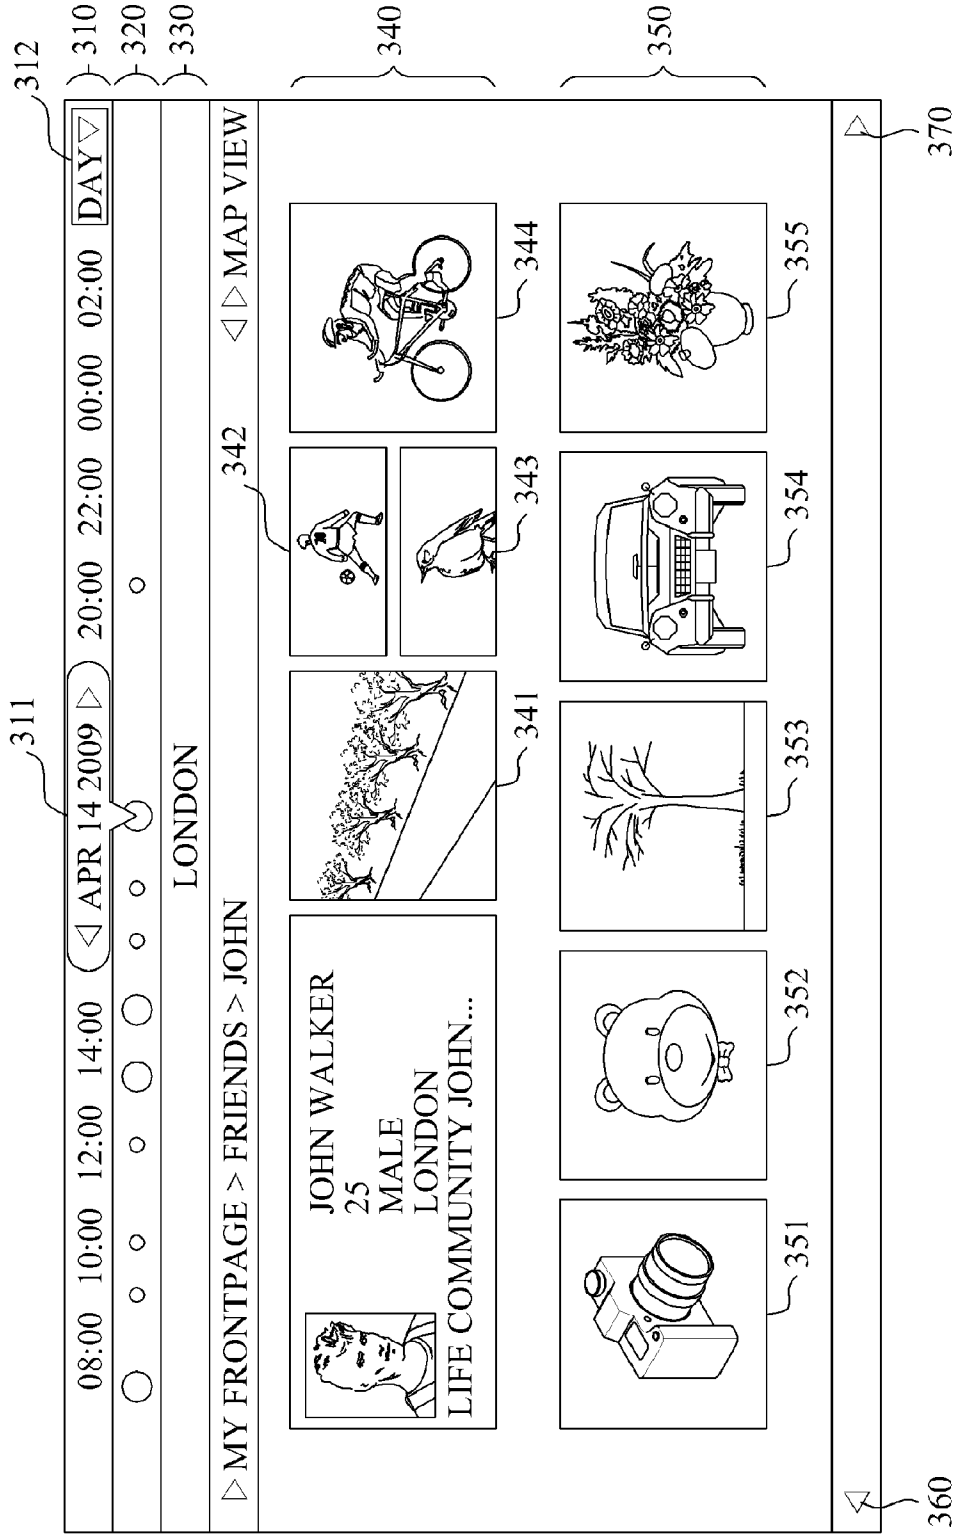 311
312
08:00 10:00 12:00 14:00 ◁ APR 14 2009 ▷ 20:00 22:00 00:00 02:00 DAY▽
310
320
LONDON
330
▷ MY FRONTPAGE > FRIENDS > JOHN
◁ ▷ MAP VIEW
342
JOHN WALKER
25
MALE
LONDON
LIFE COMMUNITY JOHN...
20
340
341
343
344
350
351
352
353
354
355
360
370